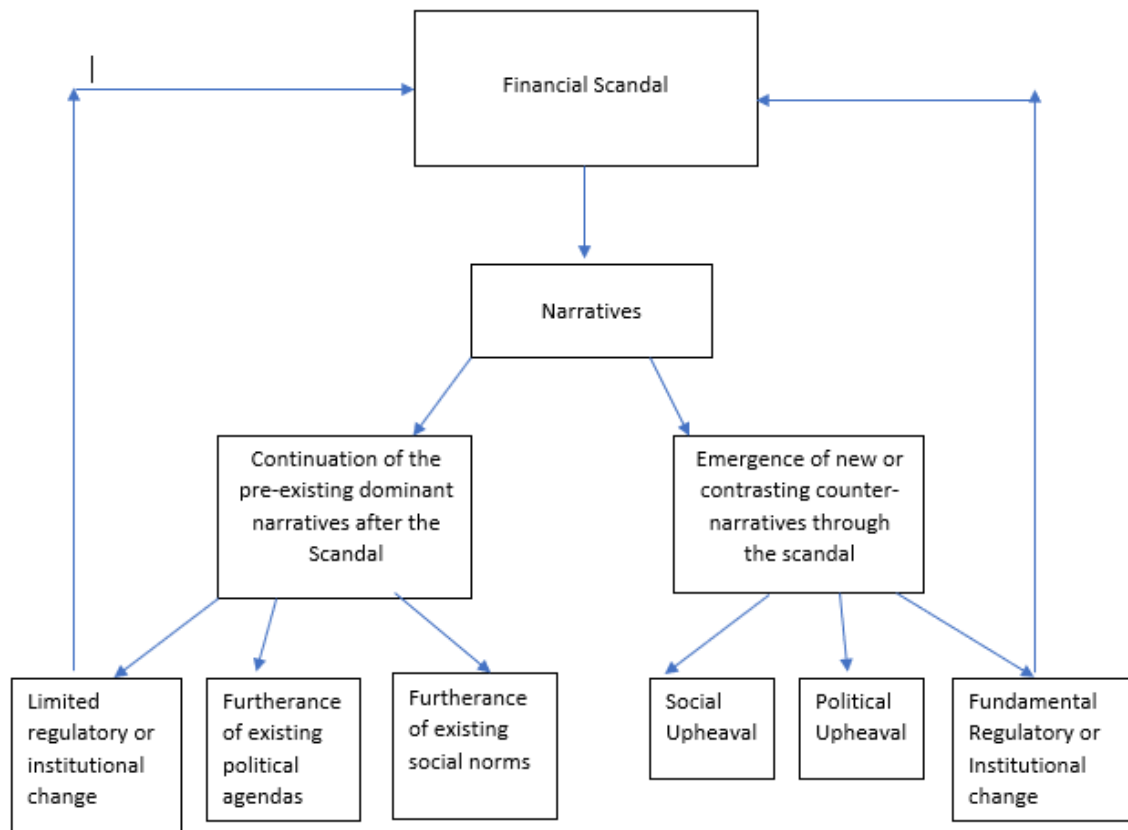 Financial Scandal
Narratives
Continuation of the
pre-existing dominant
narratives after the
Scandal
Emergence of new or
contrasting counter-
narratives through
the scandal
Limited
regulatory or
institutional
change
Furtherance
of existing
political
agendas
Furtherance
of existing
social norms
Social
Upheaval
Political
Upheaval
Fundamental
Regulatory or
Institutional
change